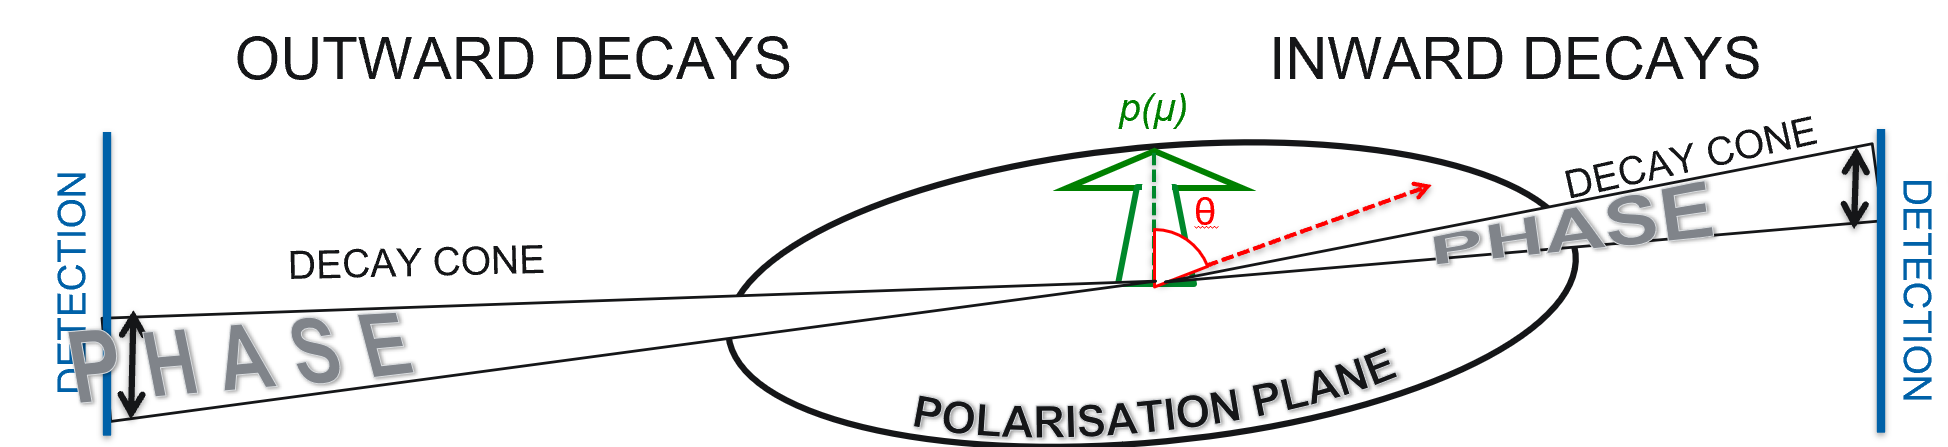 OUTWARD DECAYS
INWARD DECAYS
p(μ)
DECAY CONE
θ
DETECTION
DECAY CONE
PHASE
DETECTION
PHASE
POLARISATION PLANE